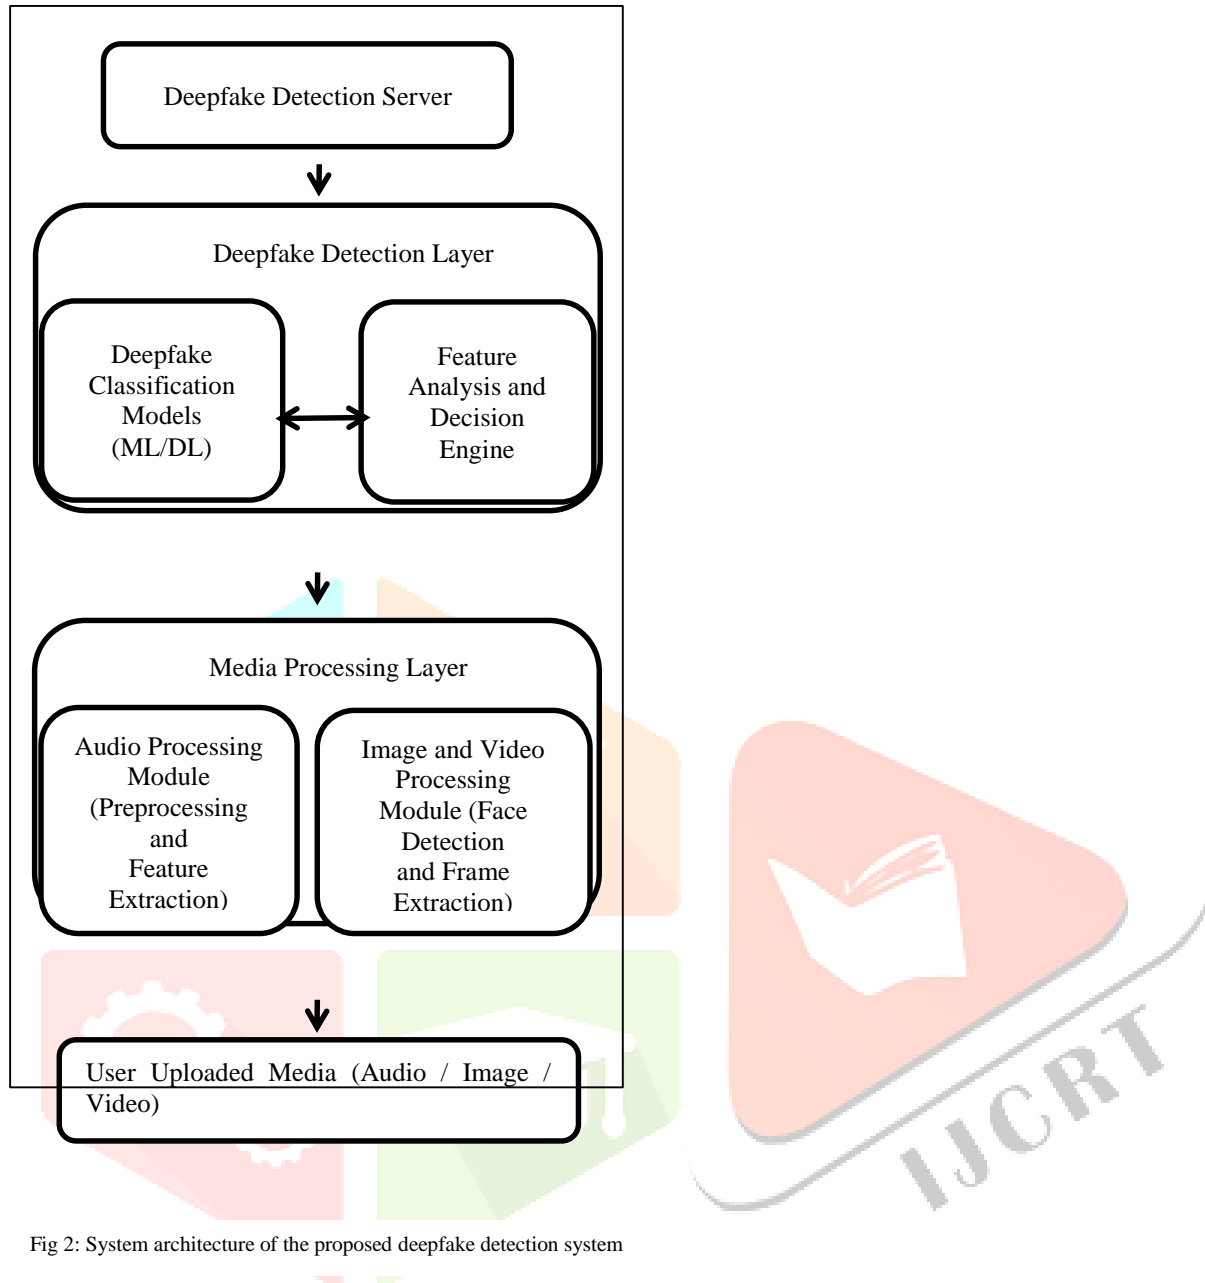 Deepfake Detection Server
Deepfake Detection Layer
Deepfake
Classification
Models
(ML/DL)
Feature
Analysis and
Decision
Engine
Media Processing Layer
Audio Processing
Module
(Preprocessing
and
Feature
Extraction)
Image and Video
Processing
Module (Face
Detection
and Frame
Extraction)
User Uploaded Media (Audio / Image /
Video)
IJCRT
Fig 2: System architecture of the proposed deepfake detection system